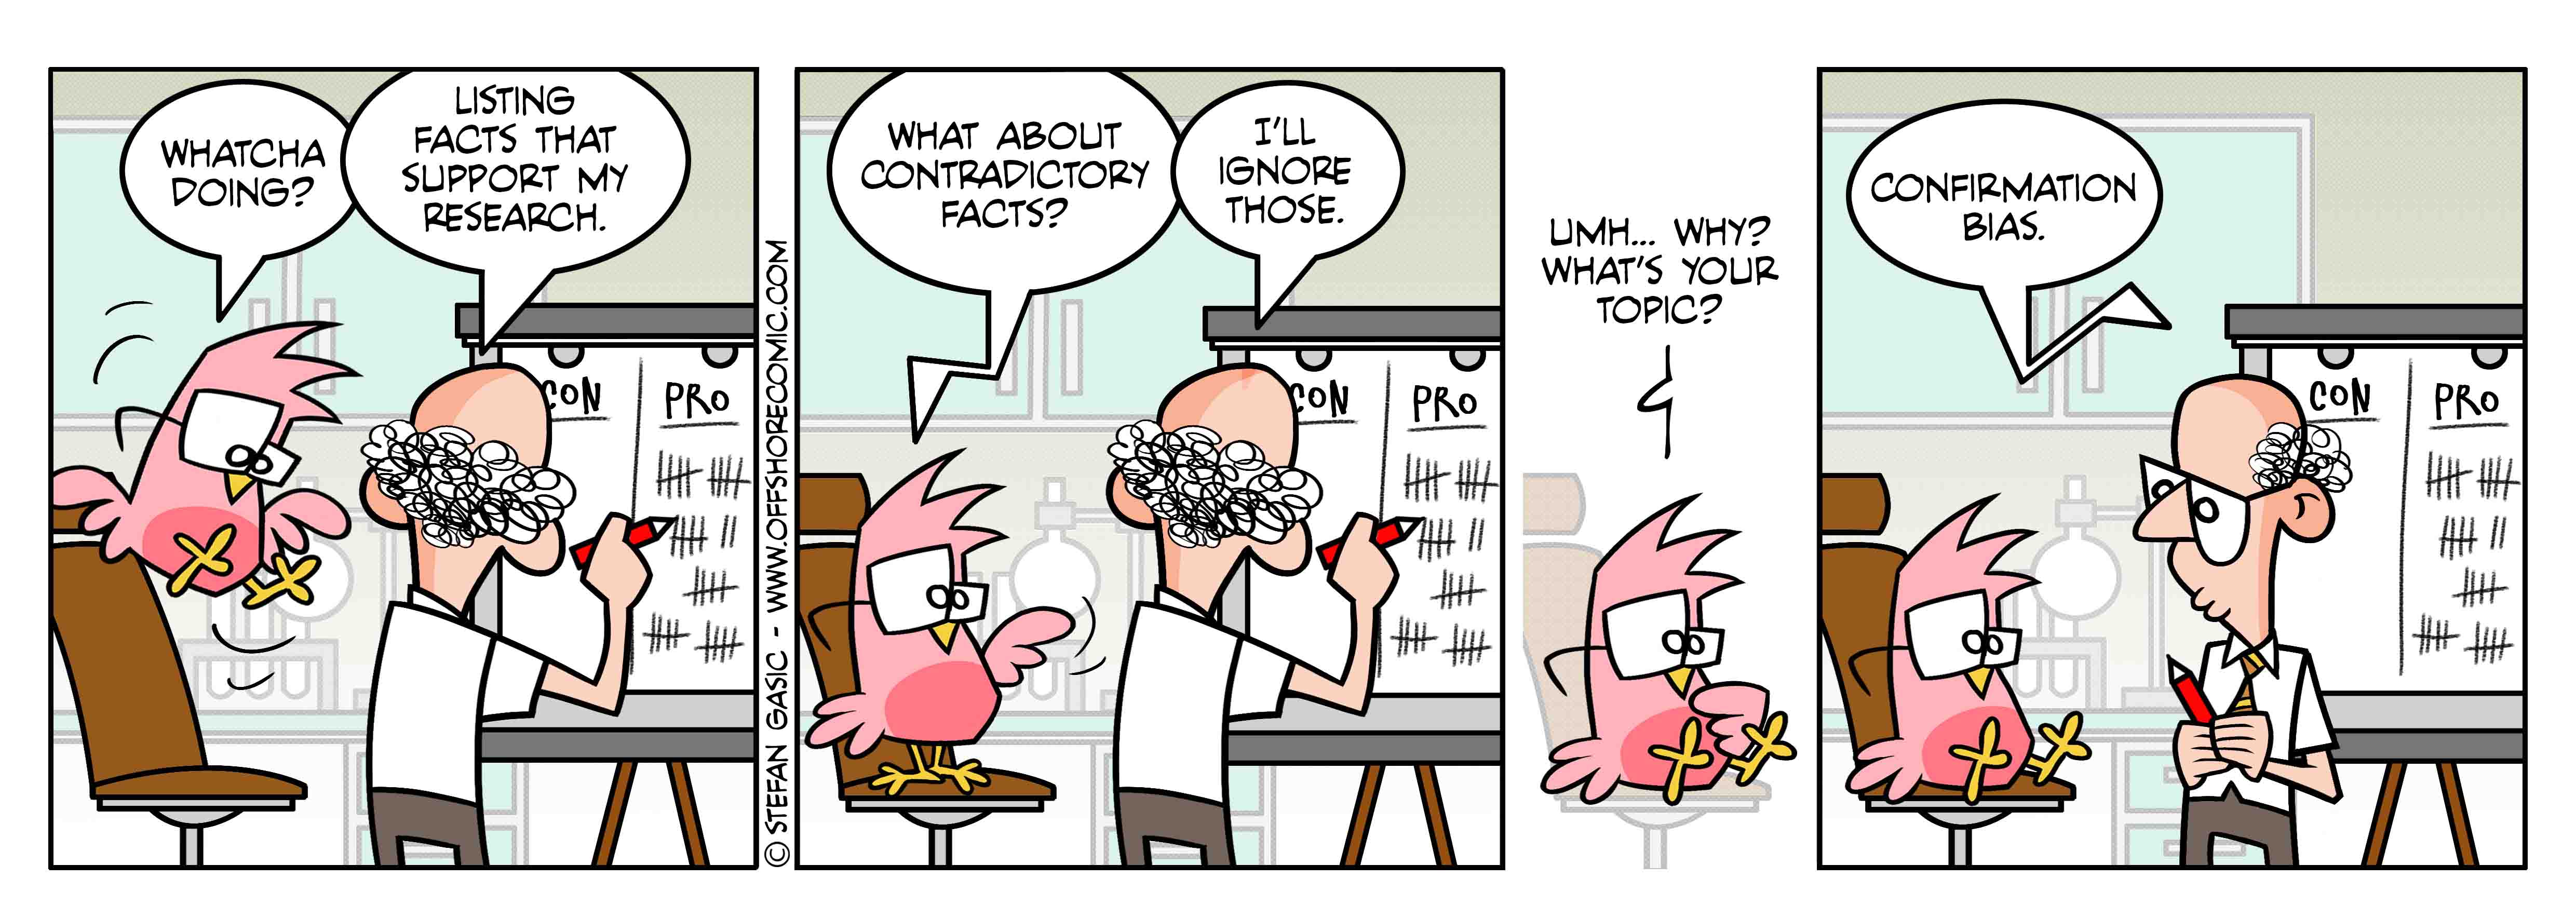 WHATCHA
DOING?
LISTING
FACTS THAT
SUPPORT MY
RESEARCH.
CON
PRO
© STEFAN GASIC - WWW.OFFSHORECOMIC.COM
WHAT ABOUT
CONTRADICTORY
FACTS?
I'LL
IGNORE
THOSE.
CON
PRO
UMH... WHY?
WHAT'S YOUR
TOPIC?
CONFIRMATION
BIAS.
CON
PRO